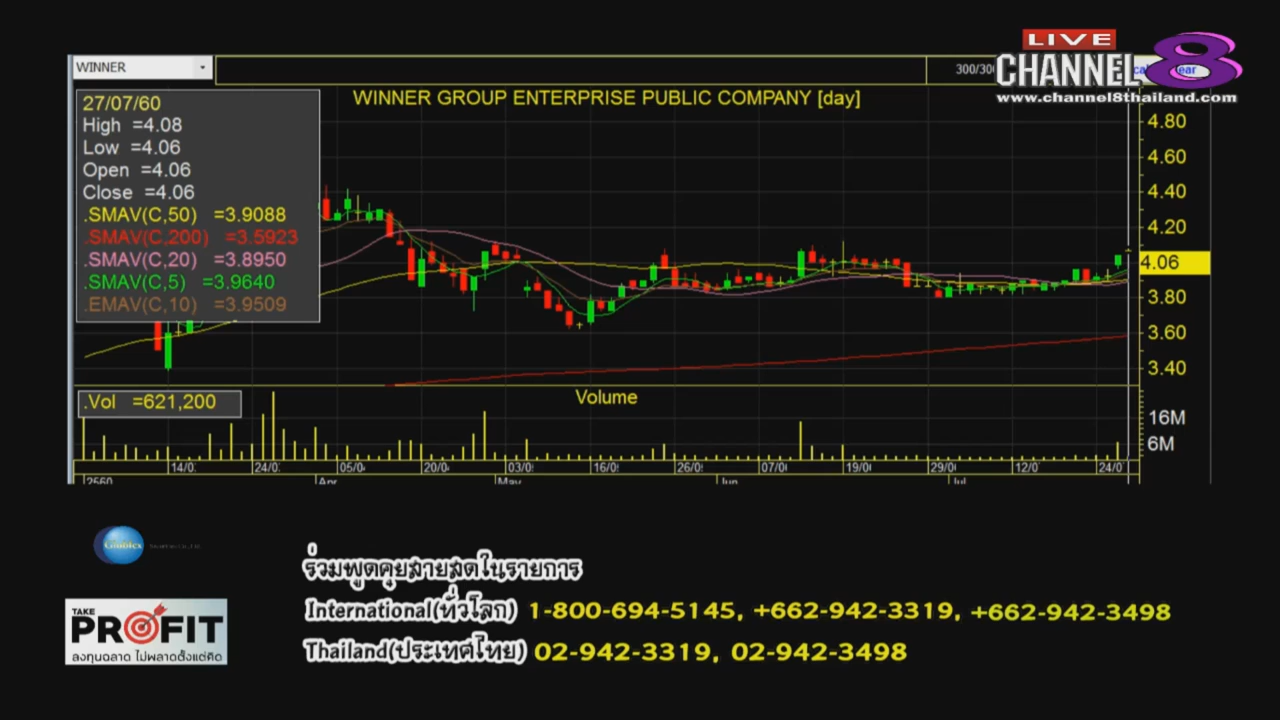 LIVE
CHANNEL 8
www.channel8thailand.com
WINNER
300/300
WINNER GROUP ENTERPRISE PUBLIC COMPANY [day]
27/07/60
High =4.08
Low =4.06
Open =4.06
Close =4.06
.SMAV(C,50) =3.9088
.SMAV(C,200) =3.5923
.SMAV(C,20) =3.8950
.SMAV(C,5) =3.9640
.EMAV(C,10) =3.9509
4.80
4.60
4.40
4.20
4.06
3.80
3.60
3.40
.Vol =621,200
Volume
16M
6M
14/0 24/0 05/0 20/0 03/0 16/0 26/0 07/0 19/0 29/0 12/0 24/0
2560 Apr May Jun Jul
Globlex
ร่วมพูดคุยสายสดในรายการ
International(ทั่วโลก) 1-800-694-5145, +662-942-3319, +662-942-3498
Thailand(ประเทศไทย) 02-942-3319, 02-942-3498
TAKE
PROFIT
ลงทุนฉลาด ไม่พลาดตั้งแต่คิด